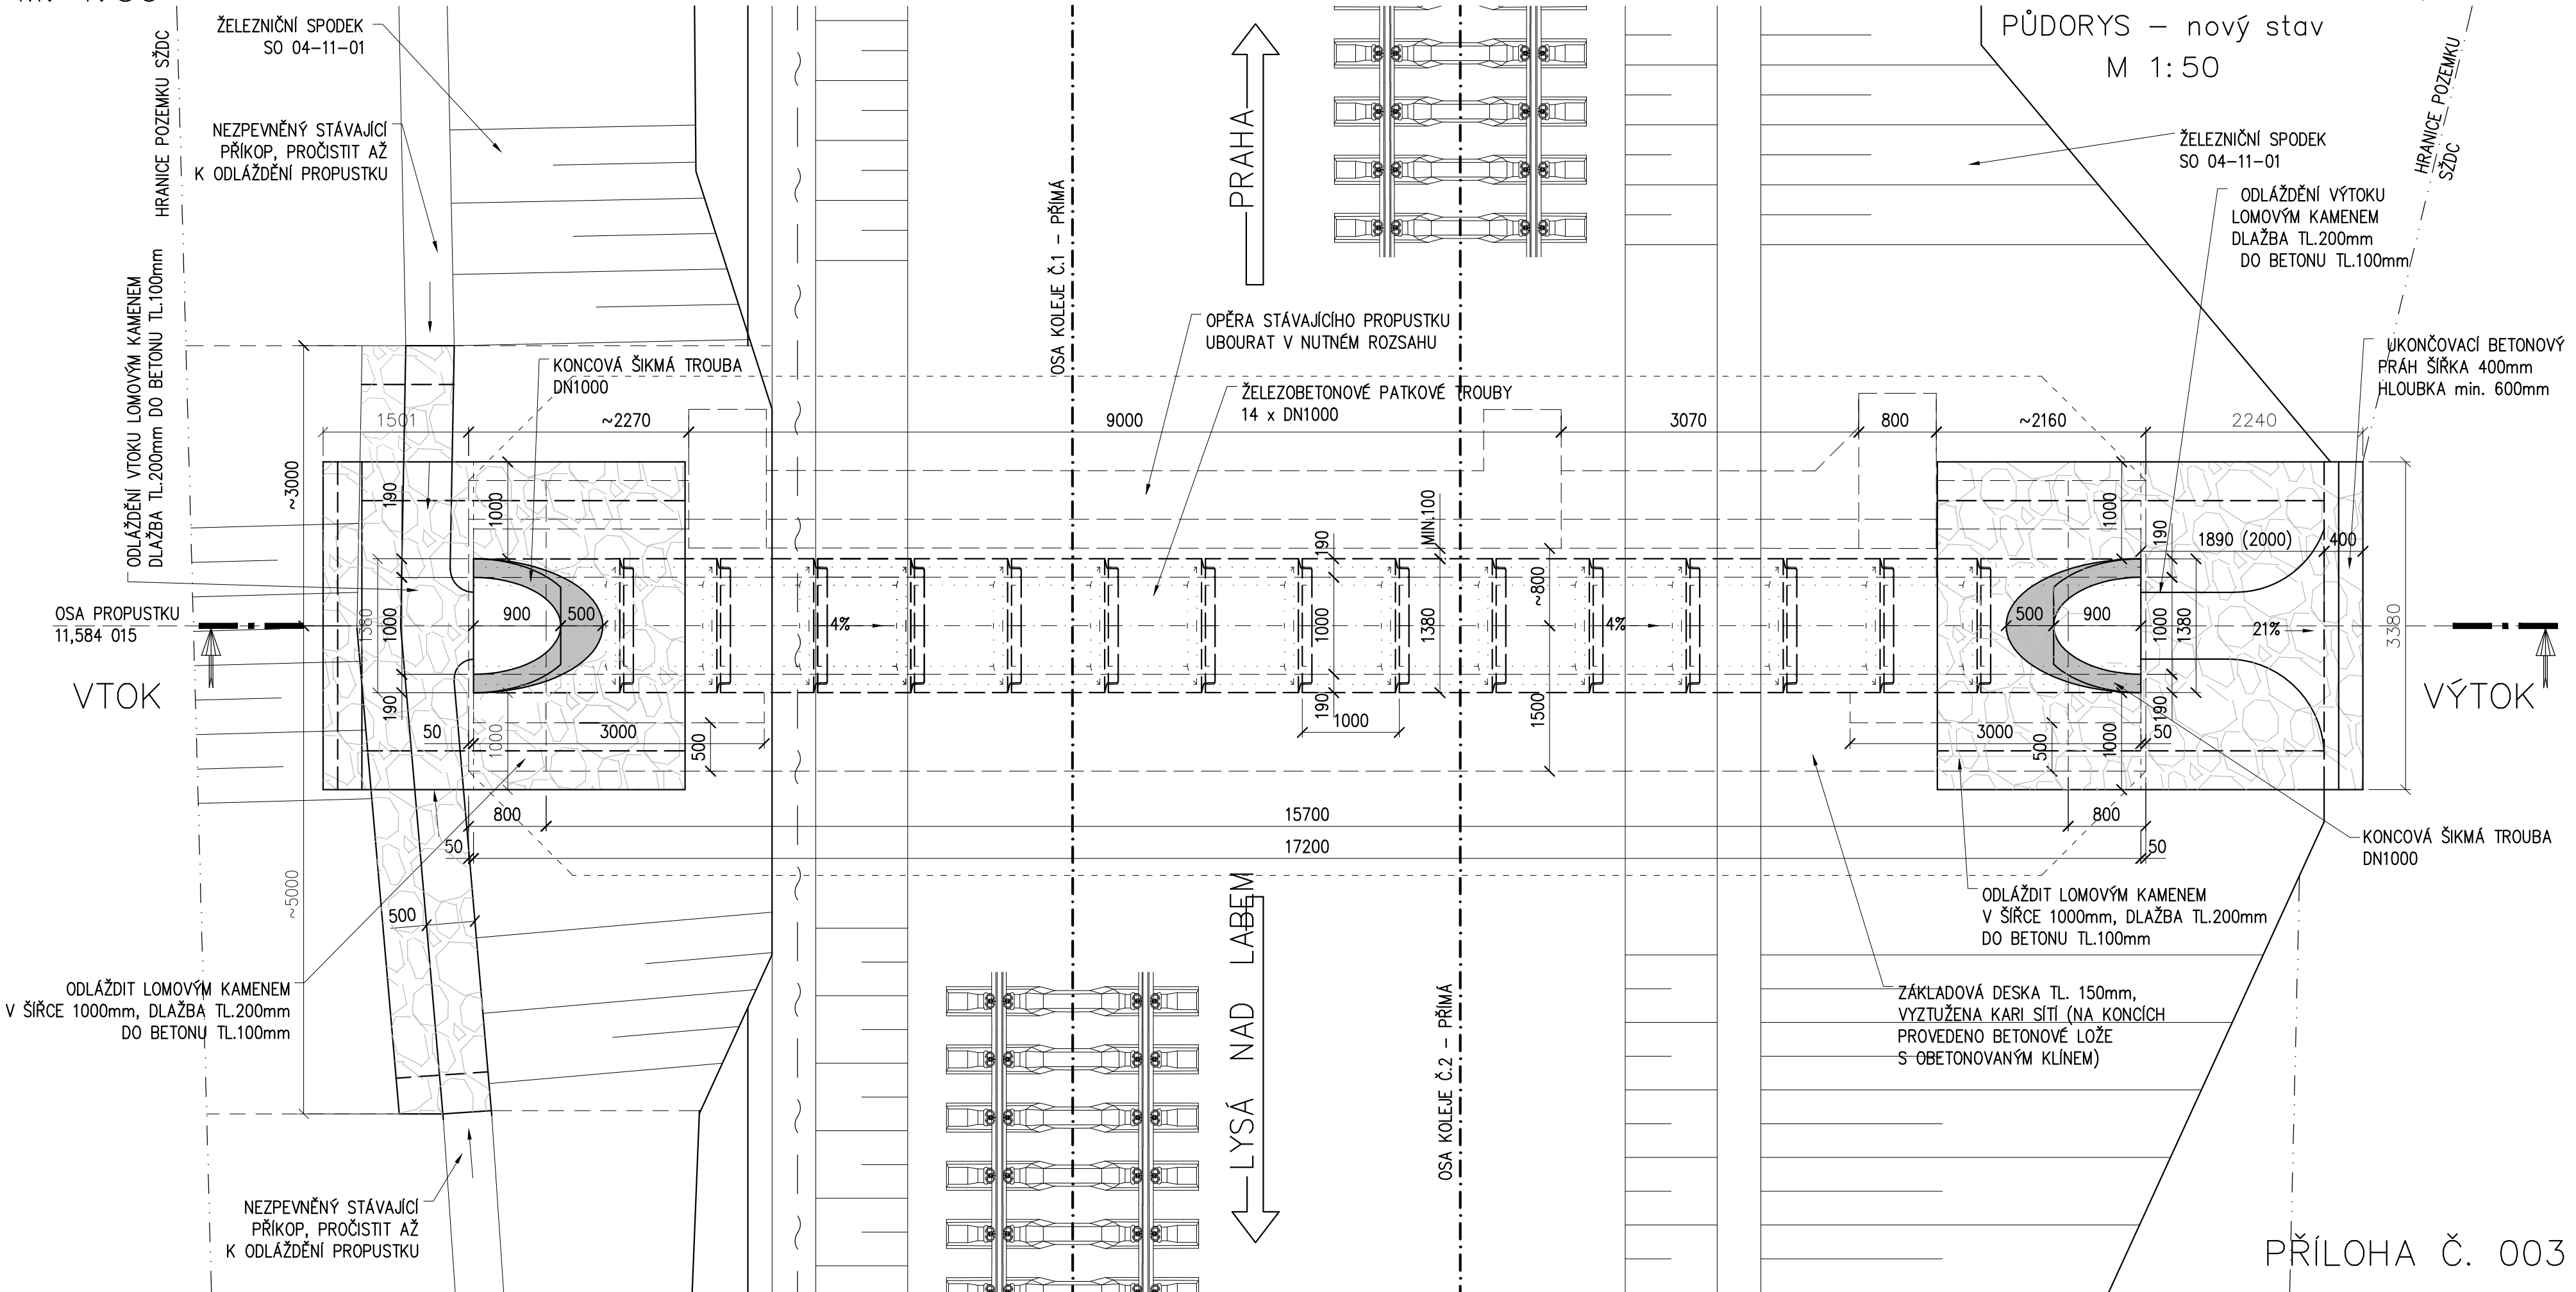 PŮDORYS – nový stav
M 1:50
ŽELEZNIČNÍ SPODEK
SO 04-11-01
HRANICE POZEMKU SŽDC
NEZPEVNĚNÝ STÁVAJÍCÍ
PŘÍKOP, PROČISTIT AŽ
K ODLÁŽDĚNÍ PROPUSTKU
ODLÁŽDĚNÍ VTOKU LOMOVÝM KAMENEM
DLAŽBA TL.200mm DO BETONU TL.100mm
KONCOVÁ ŠIKMÁ TROUBA
DN1000
OSA KOLEJE Č.1 – PŘÍMÁ
PRAHA
OPĚRA STÁVAJÍCÍHO PROPUSTKU
UBOURAT V NUTNÉM ROZSAHU
ŽELEZOBETONOVÉ PATKOVÉ TROUBY
14 x DN1000
ŽELEZNIČNÍ SPODEK
SO 04-11-01
HRANICE POZEMKU
SŽDC
ODLÁŽDĚNÍ VÝTOKU
LOMOVÝM KAMENEM
DLAŽBA TL.200mm
DO BETONU TL.100mm
UKONČOVACÍ BETONOVÝ
PRÁH ŠÍŘKA 400mm
HLOUBKA min. 600mm
1501
~2270
9000
3070
800
~2160
2240
~3000
190
1000
190
MIN.100
1000
190
1890 (2000)
400
OSA PROPUSTKU
11,584 015
VTOK
1380
1000
900
500
4%
1000
1380
~800
4%
500
900
1000
1380
21%
3380
VÝTOK
190
50
3000
1000
500
190
1000
1500
3000
500
1000
190
50
800
15700
800
50
17200
50
~5000
500
KONCOVÁ ŠIKMÁ TROUBA
DN1000
ODLÁŽDIT LOMOVÝM KAMENEM
V ŠÍŘCE 1000mm, DLAŽBA TL.200mm
DO BETONU TL.100mm
ODLÁŽDIT LOMOVÝM KAMENEM
V ŠÍŘCE 1000mm, DLAŽBA TL.200mm
DO BETONU TL.100mm
LYSÁ NAD LABEM
OSA KOLEJE Č.2 – PŘÍMÁ
ZÁKLADOVÁ DESKA TL. 150mm,
VYZTUŽENA KARI SÍTÍ (NA KONCÍCH
PROVEDENO BETONOVÉ LOŽE
S OBETONOVANÝM KLÍNEM)
NEZPEVNĚNÝ STÁVAJÍCÍ
PŘÍKOP, PROČISTIT AŽ
K ODLÁŽDĚNÍ PROPUSTKU
PŘÍLOHA Č. 003